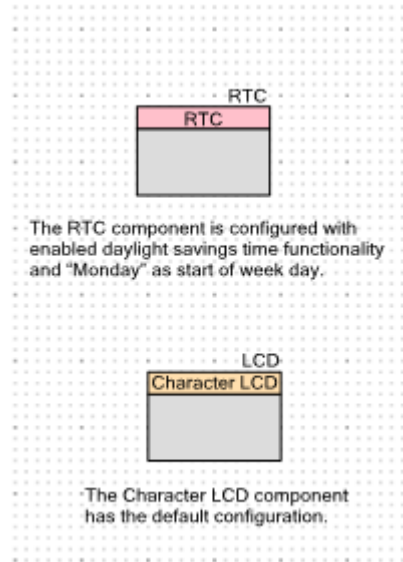 RTC
RTC
The RTC component is configured with
enabled daylight savings time functionality
and "Monday" as start of week day.
LCD
Character LCD
The Character LCD component
has the default configuration.